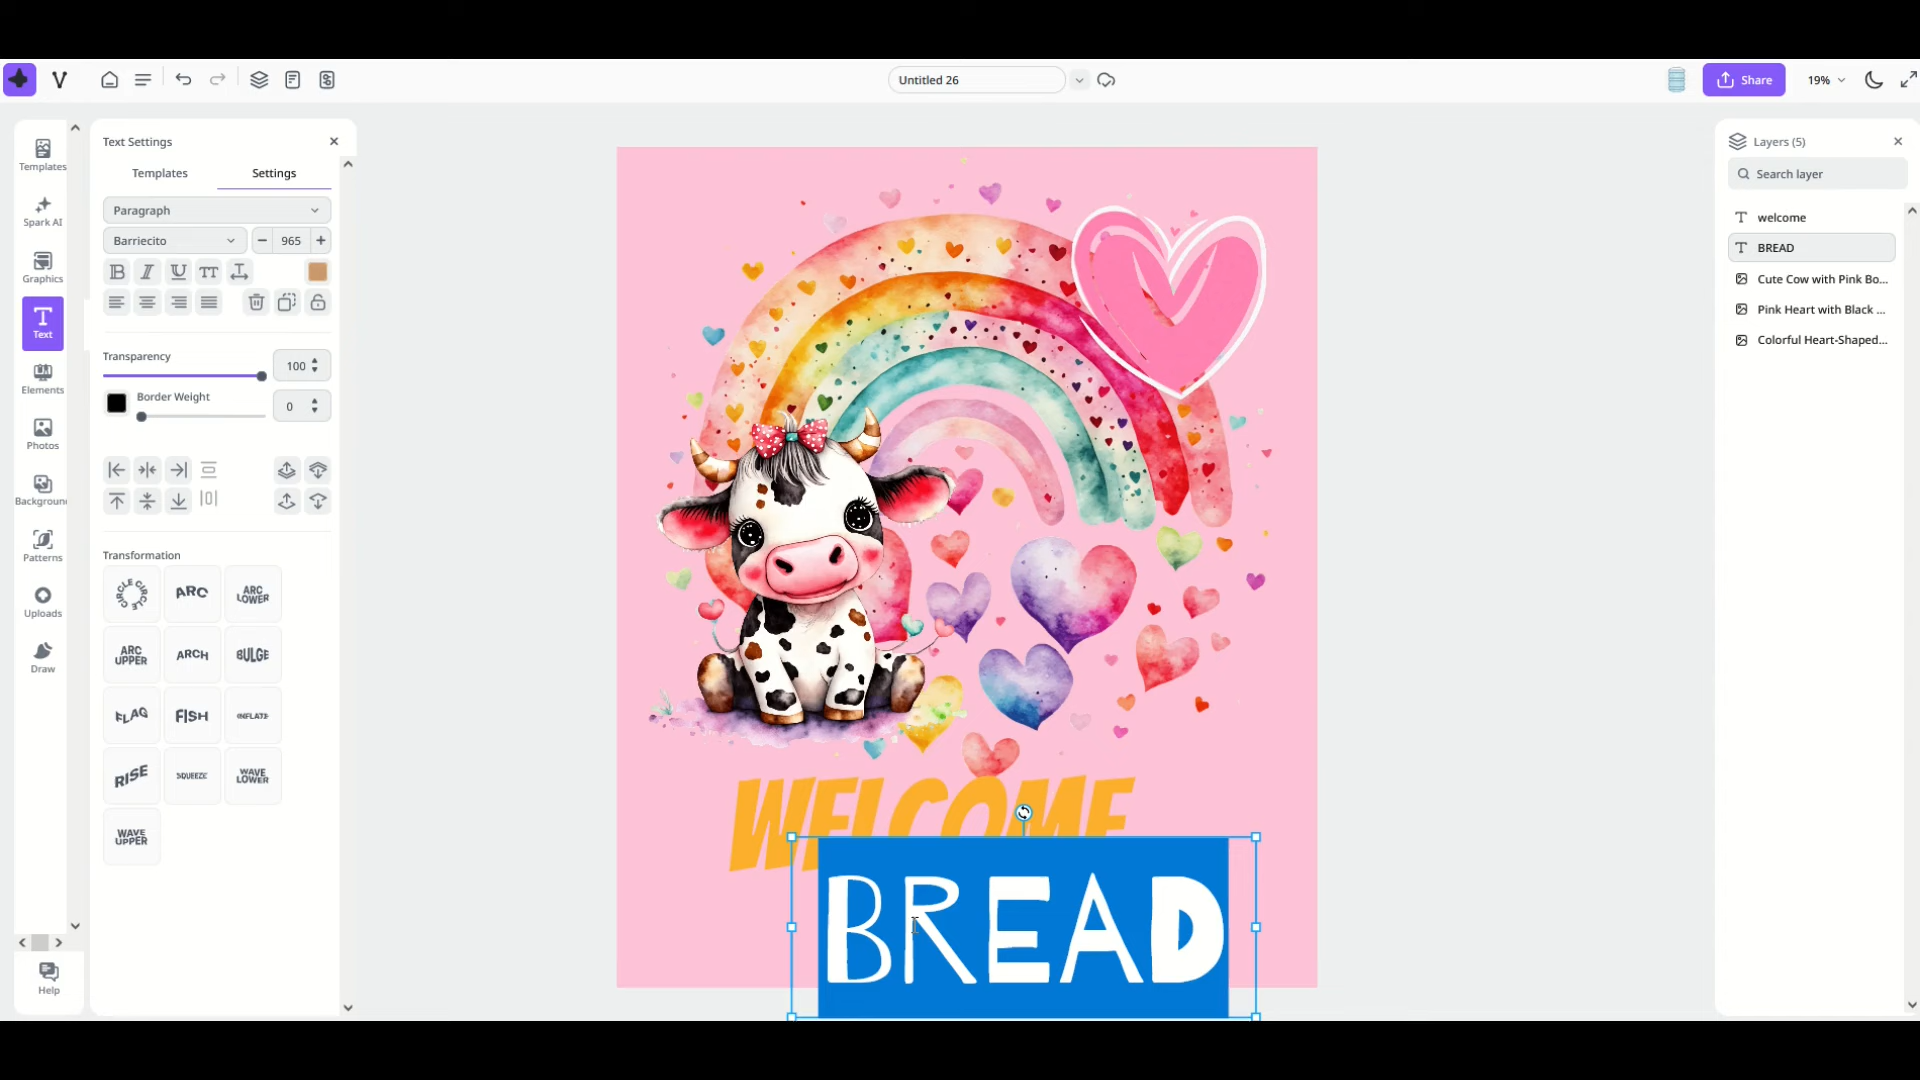 Untitled 26
Share
19%
Templates
Spark AI
Graphics
Text
Elements
Photos
Background
Patterns
Uploads
Draw
Help
Text Settings
Templates
Settings
Paragraph
Barriecito
965
B I U TT T
Transparency
100
Border Weight
0
Transformation
CIRCLE CIRCLE
ARC
ARC LOWER
ARC UPPER
ARCH
BULGE
FLAG
FISH
INFLATE
RISE
SQUEEZE
WAVE LOWER
WAVE UPPER
WELCOME
BREAD
Layers (5)
Search layer
welcome
BREAD
Cute Cow with Pink Bo...
Pink Heart with Black ...
Colorful Heart-Shaped...